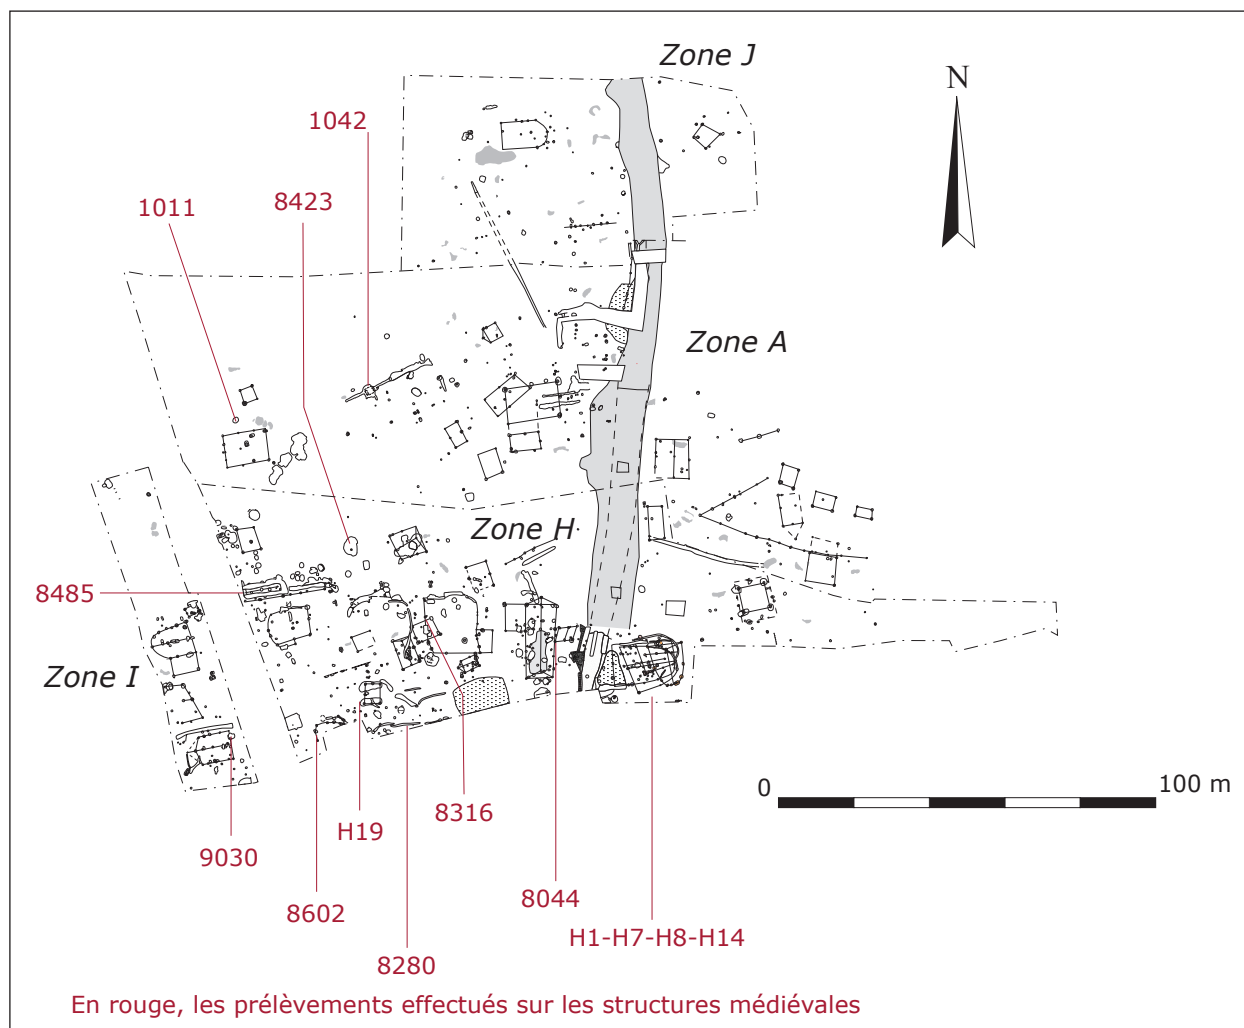 Zone J
N
1042
8423
1011
Zone A
Zone H
8485
Zone I
0
100 m
8316
H19
9030
8044
8602
H1-H7-H8-H14
8280
En rouge, les prélèvements effectués sur les structures médiévales